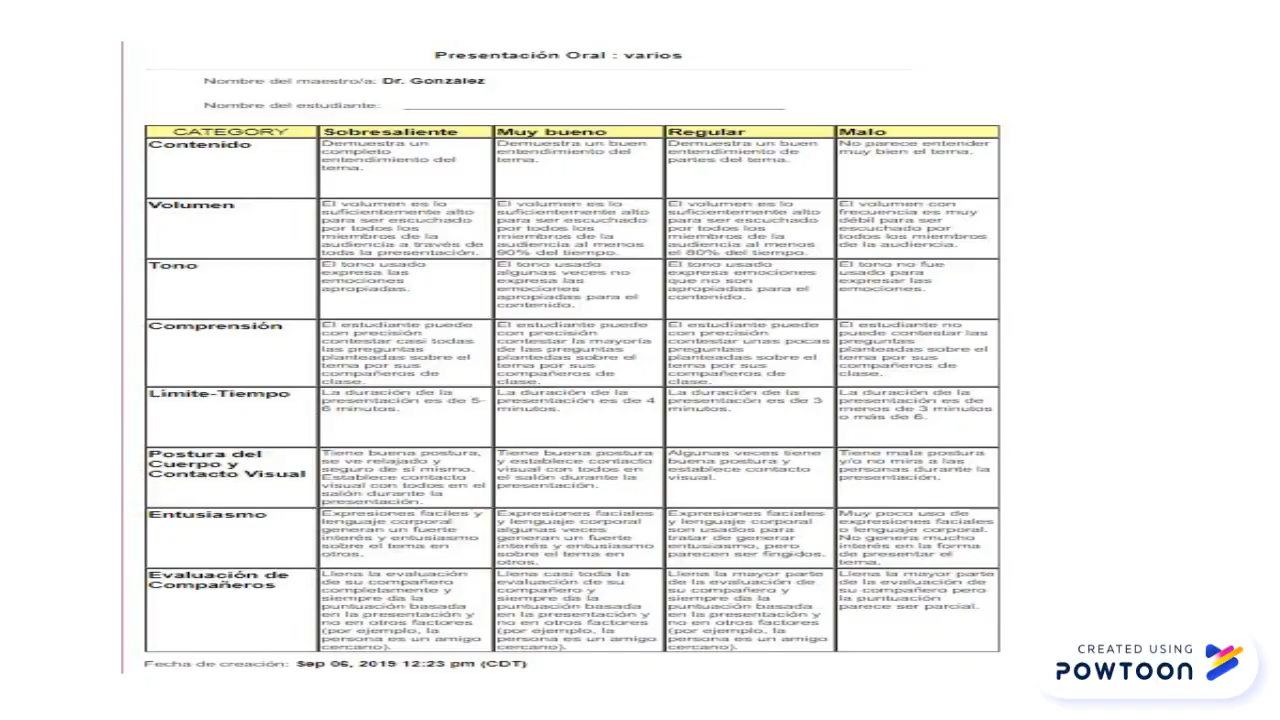 Presentación Oral : varios
Nombre del maestro/a: Dr. González
Nombre del estudiante:
CATEGORY Sobresaliente Muy bueno Regular Malo
Contenido
Demuestra un
completo
entendimiento del
tema.
Demuestra un buen
entendimiento del
tema.
Demuestra un buen
entendimiento de
partes del tema.
No parece entender
muy bien el tema.
Volumen
El volumen es lo
suficientemente alto
para ser escuchado
por todos los
miembros de la
audiencia a través de
toda la presentación.
El volumen es lo
suficientemente alto
para ser escuchado
por todos los
miembros de la
audiencia al menos
90% del tiempo.
El volumen es lo
suficientemente alto
para ser escuchado
por todos los
miembros de la
audiencia al menos
el 80% del tiempo.
El volumen con
frecuencia es muy
débil para ser
escuchado por
todos los miembros
de la audiencia.
Tono
El tono usado
expresa las
emociones
apropiadas.
El tono usado
algunas veces no
expresa las
emociones
apropiadas para el
contenido.
El tono usado
expresa emociones
que no son
apropiadas para el
contenido.
El tono no fue
usado para
expresar las
emociones.
Comprensión
El estudiante puede
con precisión
contestar casi todas
las preguntas
planteadas sobre el
tema por sus
compañeros de
clase.
El estudiante puede
con precisión
contestar la mayoría
de las preguntas
plantedas sobre el
tema por sus
compañeros de
clase.
El estudiante puede
con precisión
contestar unas pocas
preguntas
planteadas sobre el
tema por sus
compañeros de
clase.
El estudiante no
puede contestar las
preguntas
planteadas sobre el
tema por sus
compañeros de
clase.
Límite-Tiempo
La duración de la
presentación es de 5-
6 minutos.
La duración de la
presentación es de 4
minutos.
La duración de la
presentación es de 3
minutos.
La duración de la
presentación es de
menos de 3 minutos
o más de 6.
Postura del
Cuerpo y
Contacto Visual
Tiene buena postura,
se ve relajado y
seguro de sí mismo.
Establece contacto
visual con todos en el
salón durante la
presentación.
Tiene buena postura
y establece contacto
visual con todos en
el salón durante la
presentación.
Algunas veces tiene
buena postura y
establece contacto
visual.
Tiene mala postura
y/o no mira a las
personas durante la
presentación.
Entusiasmo
Expresiones faciles y
lenguaje corporal
generan un fuerte
interés y entusiasmo
sobre el tema en
otros.
Expresiones faciales
y lenguaje corporal
algunas veces
generan un fuerte
interés y entusiasmo
sobre el tema en
otros.
Expresiones faciales
y lenguaje corporal
son usados para
tratar de generar
entusiasmo, pero
parecen ser fingidos.
Muy poco uso de
expresiones faciales
o lenguaje corporal.
No genera mucho
interés en la forma
de presentar el
tema.
Evaluación de
Compañeros
Llena la evaluación
de su compañero
completamente y
siempre da la
puntuación basada
en la presentación y
no en otros factores
(por ejemplo, la
persona es un amigo
cercano).
Llena casi toda la
evaluación de su
compañero y
siempre da la
puntuación basada
en la presentación y
no en otros factores
(por ejemplo, la
persona es un amigo
cercano).
Llena la mayor parte
de la evaluación de
su compañero y
siempre da la
puntuación basada
en la presentación y
no en otros factores
(por ejemplo, la
persona es un amigo
cercano).
Llena la mayor parte
de la evaluación de
su compañero pero
la puntuación
parece ser parcial.
Fecha de creación: Sep 06, 2019 12:23 pm (CDT)
CREATED USING
POWTOON